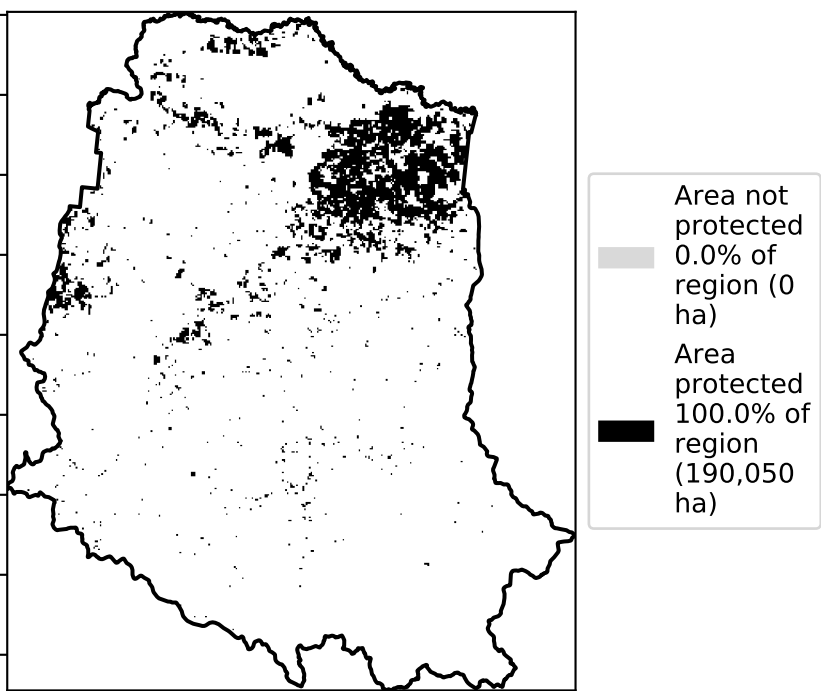 Area not
protected
0.0% of
region (0
ha)
Area
protected
100.0% of
region
(190,050
ha)